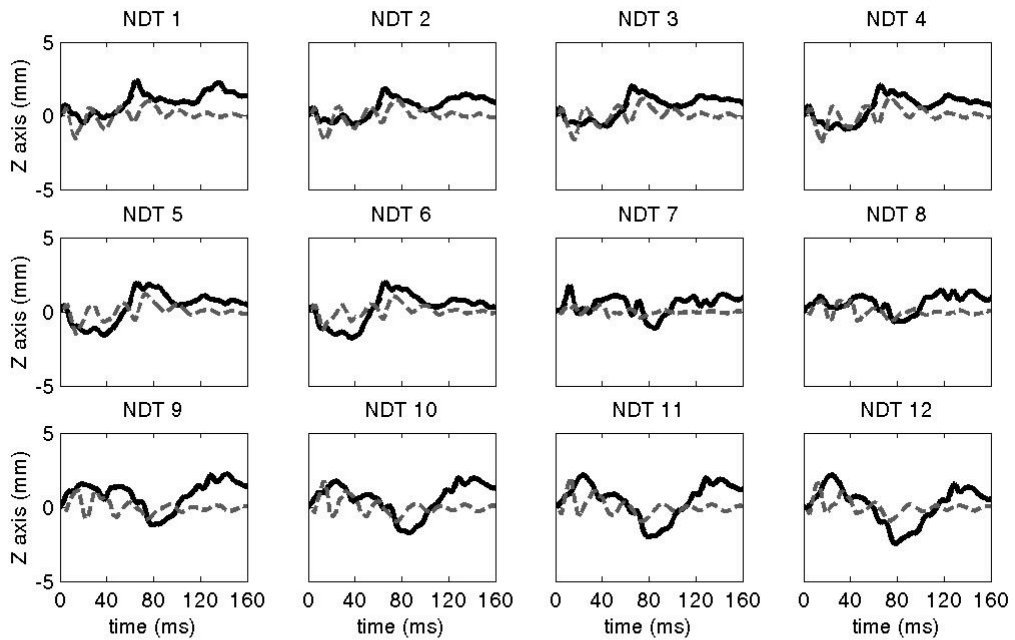 NDT 1 NDT 2 NDT 3 NDT 4
5
Z axis (mm)
0
-5
NDT 5 NDT 6 NDT 7 NDT 8
5
Z axis (mm)
0
-5
NDT 9 NDT 10 NDT 11 NDT 12
5
Z axis (mm)
0
-5
0 40 80 120 160 0 40 80 120 160 0 40 80 120 160 0 40 80 120 160
time (ms) time (ms) time (ms) time (ms)